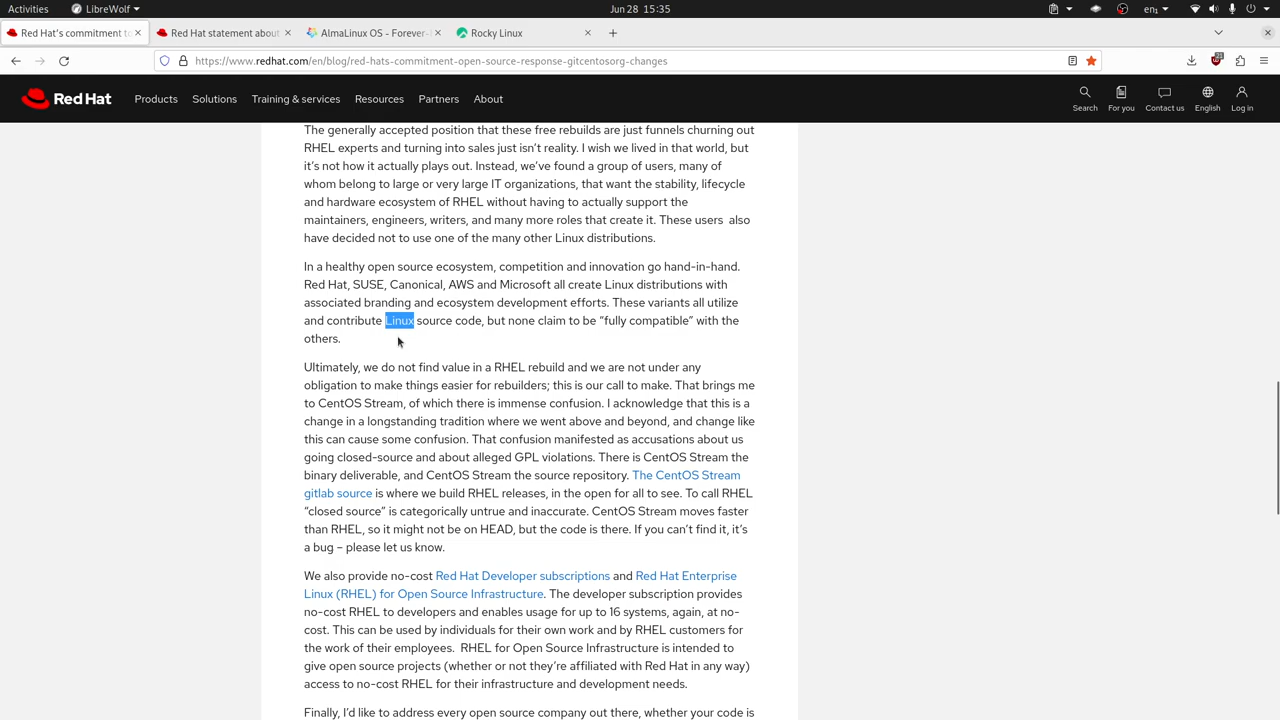 Activities LibreWolf Jun 28 15:35 en₁
Red Hat's commitment to Red Hat statement about AlmaLinux OS - Forever- Rocky Linux
https://www.redhat.com/en/blog/red-hats-commitment-open-source-response-gitcentosorg-changes
Red Hat Products Solutions Training & services Resources Partners About Search For you Contact us English Log in
The generally accepted position that these free rebuilds are just funnels churning out
RHEL experts and turning into sales just isn’t reality. I wish we lived in that world, but
it’s not how it actually plays out. Instead, we’ve found a group of users, many of
whom belong to large or very large IT organizations, that want the stability, lifecycle
and hardware ecosystem of RHEL without having to actually support the
maintainers, engineers, writers, and many more roles that create it. These users also
have decided not to use one of the many other Linux distributions.
In a healthy open source ecosystem, competition and innovation go hand-in-hand.
Red Hat, SUSE, Canonical, AWS and Microsoft all create Linux distributions with
associated branding and ecosystem development efforts. These variants all utilize
and contribute Linux source code, but none claim to be “fully compatible” with the
others.
Ultimately, we do not find value in a RHEL rebuild and we are not under any
obligation to make things easier for rebuilders; this is our call to make. That brings me
to CentOS Stream, of which there is immense confusion. I acknowledge that this is a
change in a longstanding tradition where we went above and beyond, and change like
this can cause some confusion. That confusion manifested as accusations about us
going closed-source and about alleged GPL violations. There is CentOS Stream the
binary deliverable, and CentOS Stream the source repository. The CentOS Stream
gitlab source is where we build RHEL releases, in the open for all to see. To call RHEL
“closed source” is categorically untrue and inaccurate. CentOS Stream moves faster
than RHEL, so it might not be on HEAD, but the code is there. If you can’t find it, it’s
a bug – please let us know.
We also provide no-cost Red Hat Developer subscriptions and Red Hat Enterprise
Linux (RHEL) for Open Source Infrastructure. The developer subscription provides
no-cost RHEL to developers and enables usage for up to 16 systems, again, at no-
cost. This can be used by individuals for their own work and by RHEL customers for
the work of their employees. RHEL for Open Source Infrastructure is intended to
give open source projects (whether or not they’re affiliated with Red Hat in any way)
access to no-cost RHEL for their infrastructure and development needs.
Finally, I’d like to address every open source company out there, whether your code is